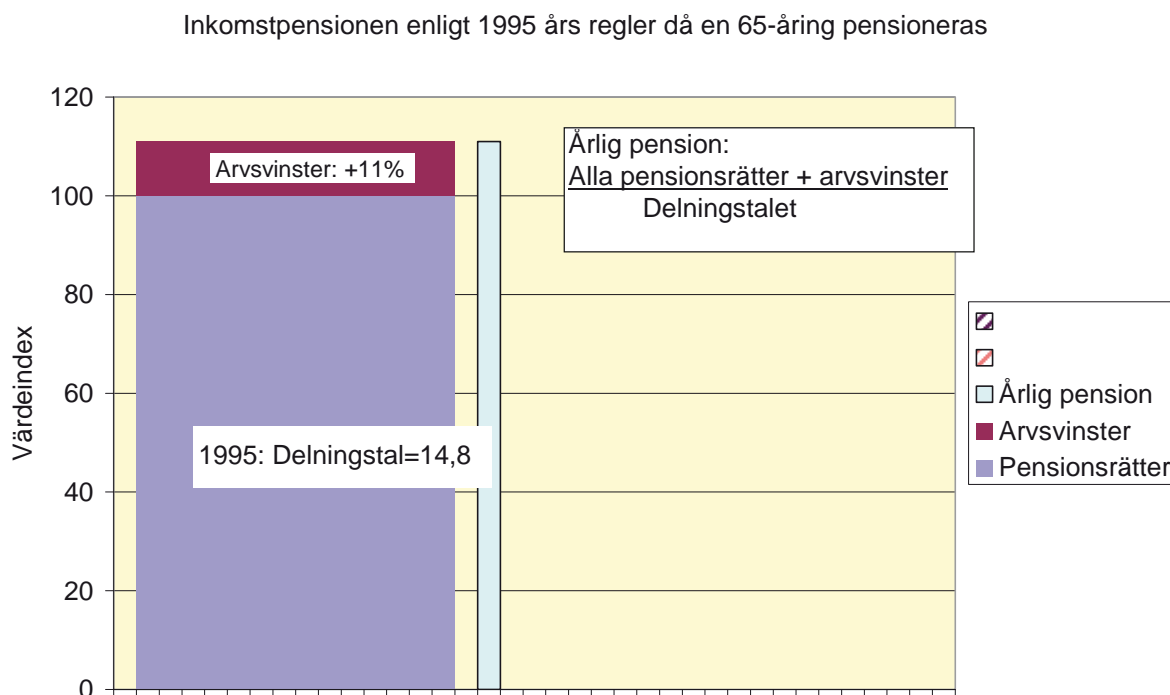 Inkomstpensionen enligt 1995 års regler då en 65-åring pensioneras
120
100
80
60
40
20
0
Värdeindex
Arvsvinster: +11%
1995: Delningstal=14,8
Årlig pension:
Alla pensionsrätter + arvsvinster
Delningstalet
Årlig pension
Arvsvinster
Pensionsrätter